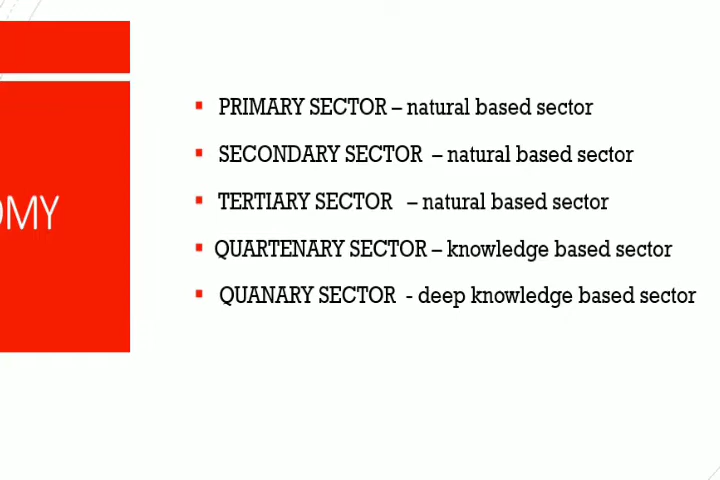 OMY
PRIMARY SECTOR – natural based sector
SECONDARY SECTOR – natural based sector
TERTIARY SECTOR – natural based sector
QUARTENARY SECTOR – knowledge based sector
QUANARY SECTOR - deep knowledge based sector